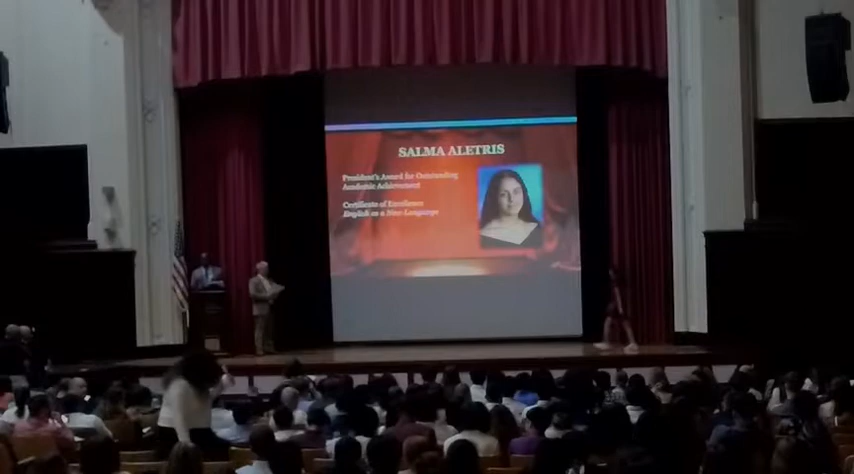 SALMA ALETRIS
President's Award for Outstanding
Academic Achievement
Certificate of Excellence
English as a New Language